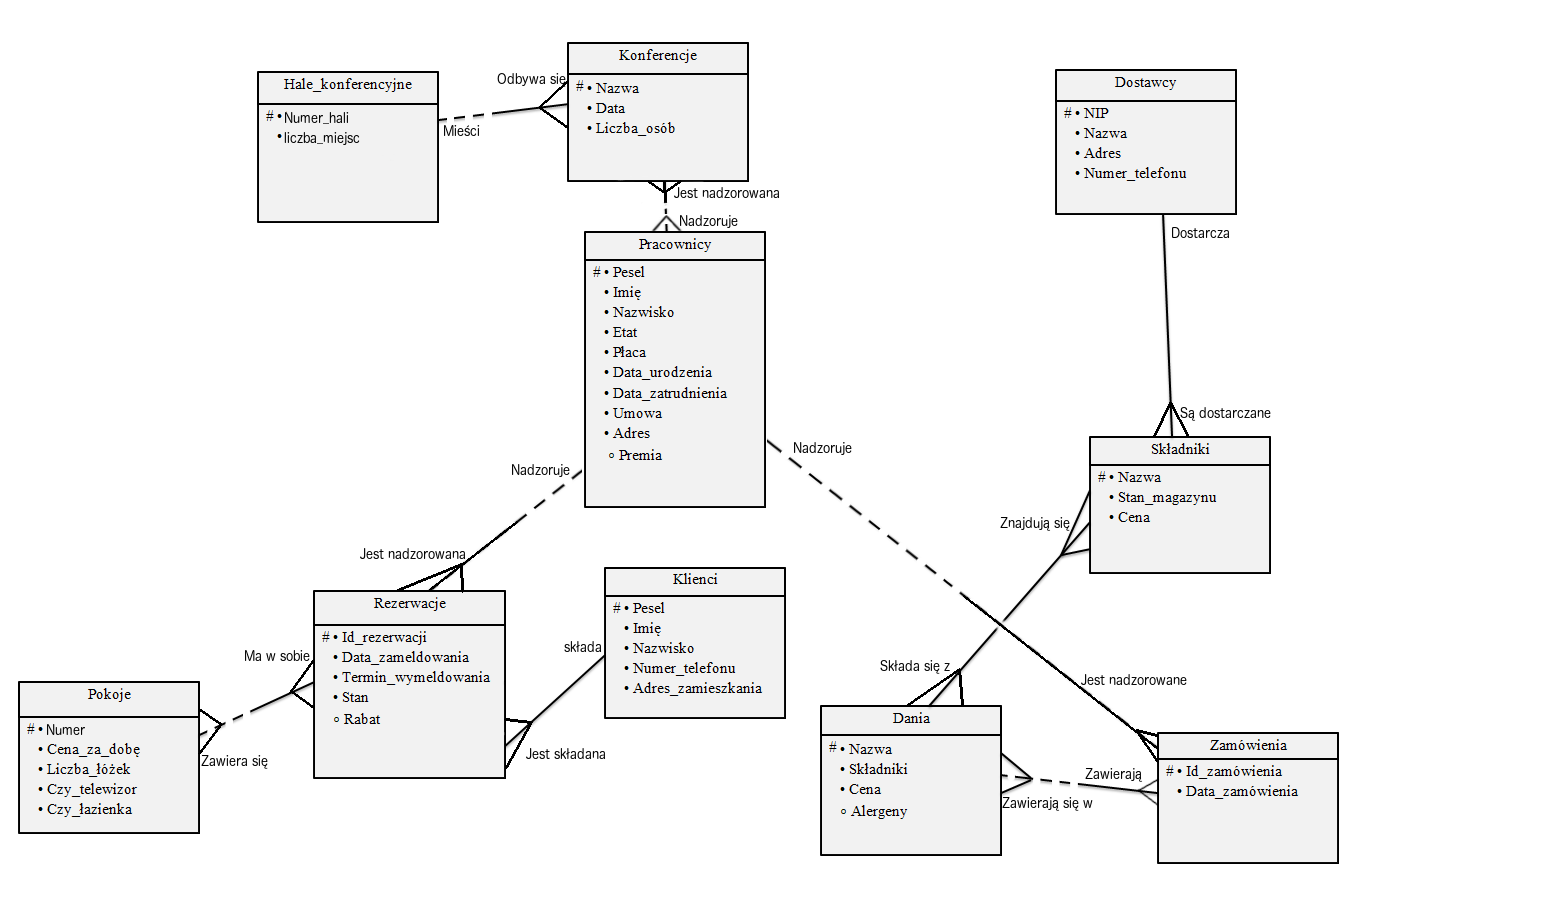 Konferencje
# • Nazwa
• Data
• Liczba_osób
Odbywa się
Hale_konferencyjne
# • Numer_hali
• liczba_miejsc
Mieści
Dostawcy
# • NIP
• Nazwa
• Adres
• Numer_telefonu
Dostarcza
Jest nadzorowana
Nadzoruje
Pracownicy
# • Pesel
• Imię
• Nazwisko
• Etat
• Płaca
• Data_urodzenia
• Data_zatrudnienia
• Umowa
• Adres
○ Premia
Nadzoruje
Nadzoruje
Są dostarczane
Składniki
# • Nazwa
• Stan_magazynu
• Cena
Znajdują się
Jest nadzorowana
Rezerwacje
# • Id_rezerwacji
• Data_zameldowania
• Termin_wymeldowania
• Stan
○ Rabat
Klienci
# • Pesel
• Imię
• Nazwisko
• Numer_telefonu
• Adres_zamieszkania
składa
Jest składana
Ma w sobie
Pokoje
# • Numer
• Cena_za_dobę
• Liczba_łóżek
• Czy_telewizor
• Czy_łazienka
Zawiera się
Składa się z
Dania
# • Nazwa
• Składniki
• Cena
○ Alergeny
Jest nadzorowane
Zawierają
Zawierają się w
Zamówienia
# • Id_zamówienia
• Data_zamówienia